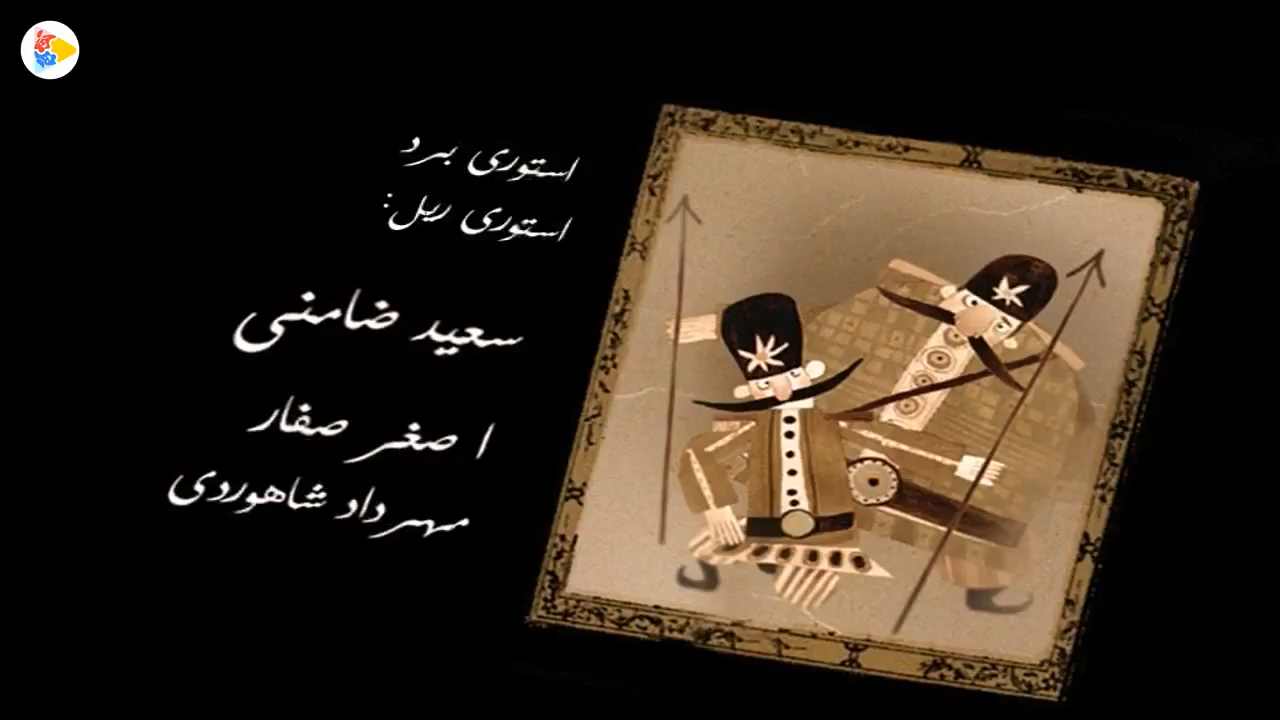 استوری برد
استوری ریل:
سعید ضامنی
اصغر صفار
مهرداد شاهوردی